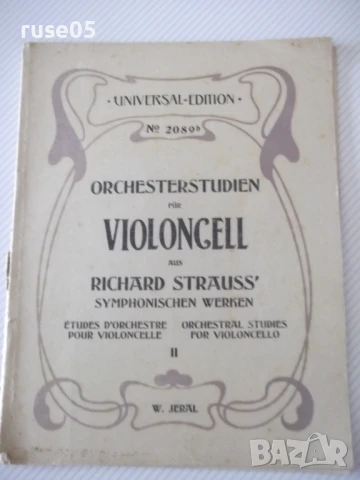 ruse05
· UNIVERSAL-EDITION ·
No 2089b
ORCHESTERSTUDIEN
FÜR
VIOLONCELL
AUS
RICHARD STRAUSS'
SYMPHONISCHEN WERKEN
ÉTUDES D'ORCHESTRE POUR VIOLONCELLE
ORCHESTRAL STUDIES FOR VIOLONCELLO
II
W. JERAL
BAZAR